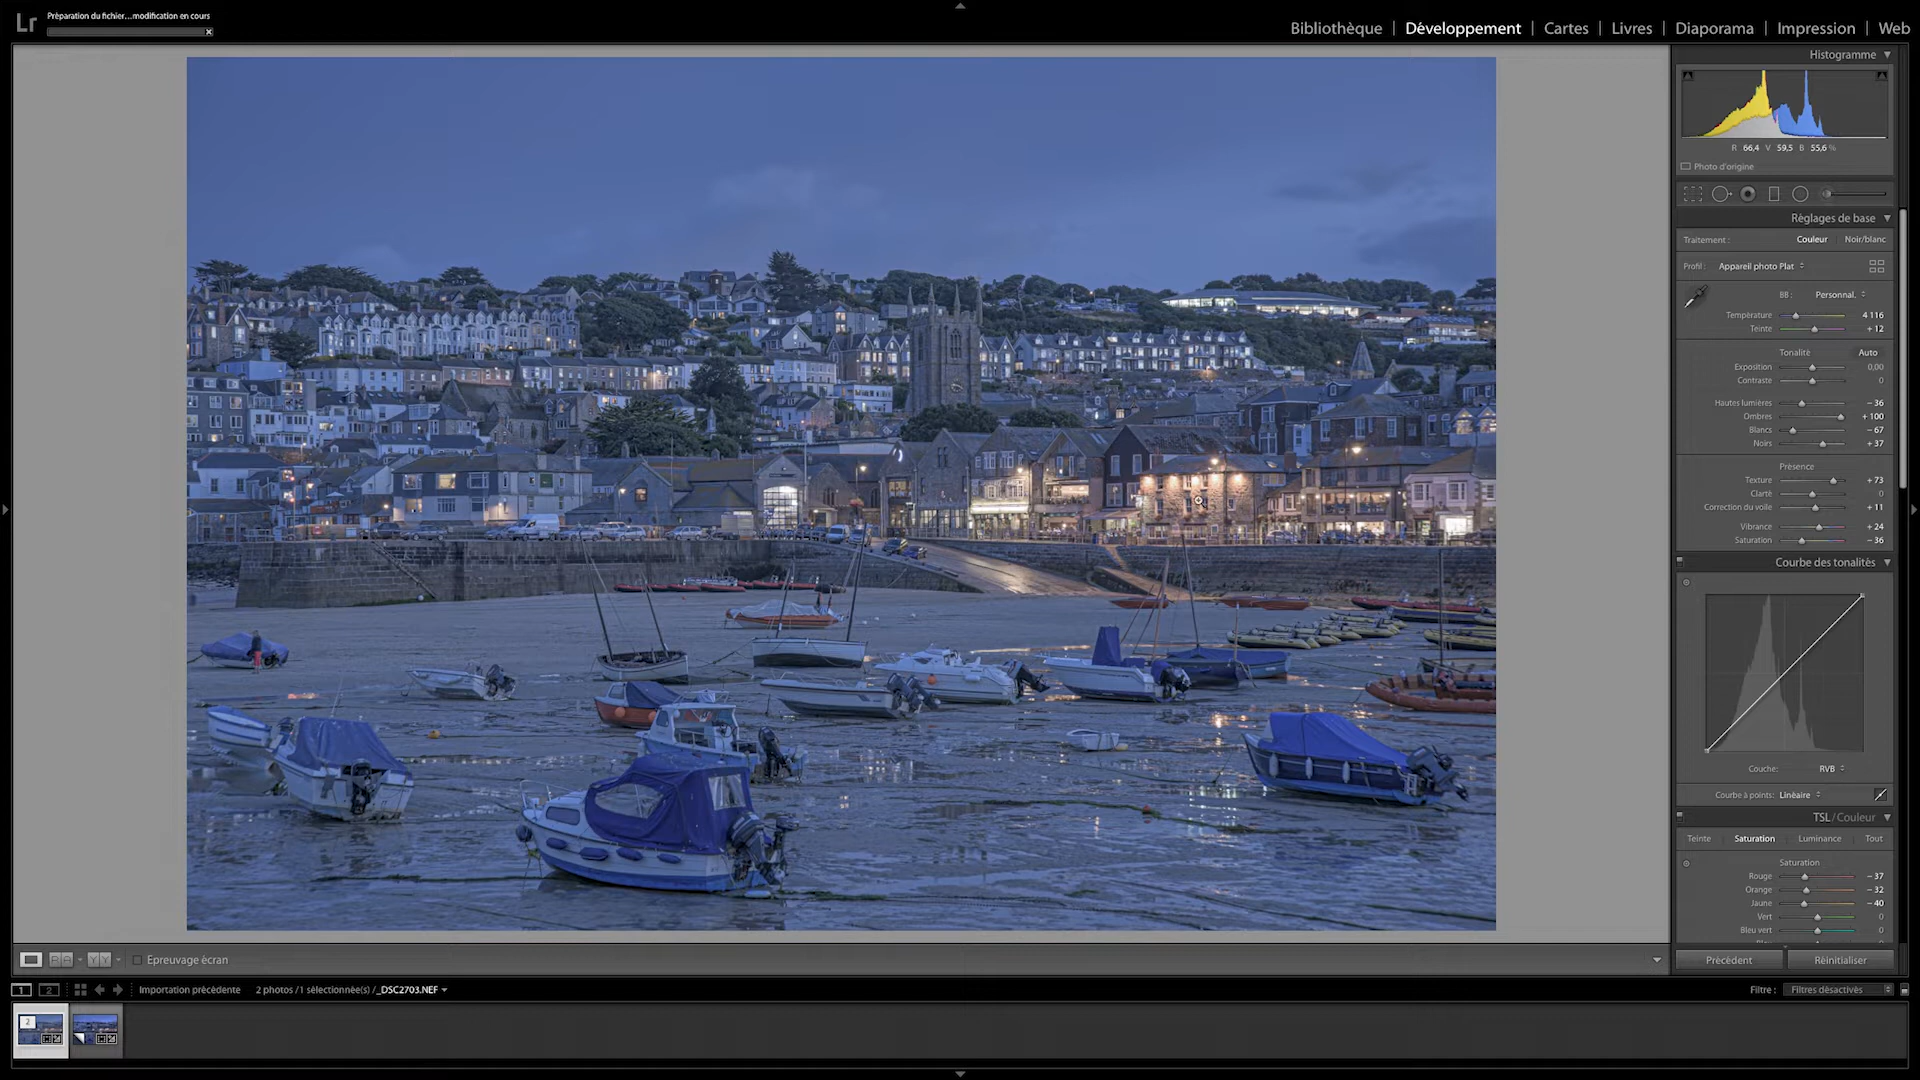 Lr
Préparation du fichier...modification en cours
Bibliothèque | Développement | Cartes | Livres | Diaporama | Impression | Web
Histogramme
R 66,4 V 59,5 B 55,6 %
Photo d'origine
Réglages de base
Traitement : Couleur Noir/blanc
Profil : Appareil photo Plat
BB : Personnal.
Température 4 116
Teinte + 12
Tonalité Auto
Exposition 0,00
Contraste 0
Hautes lumières − 36
Ombres + 100
Blancs − 67
Noirs + 37
Présence
Texture + 73
Clarté 0
Correction du voile + 11
Vibrance + 24
Saturation − 36
Courbe des tonalités
Couche : RVB
Courbe à points : Linéaire
TSL / Couleur
Teinte Saturation Luminance Tout
Saturation
Rouge − 37
Orange − 32
Jaune − 40
Vert 0
Bleu vert 0
Précédent Réinitialiser
RA YY Epreuvage écran
1 2 Importation précédente 2 photos /1 sélectionnée(s) /_DSC2703.NEF
Filtre : Filtres désactivés
2